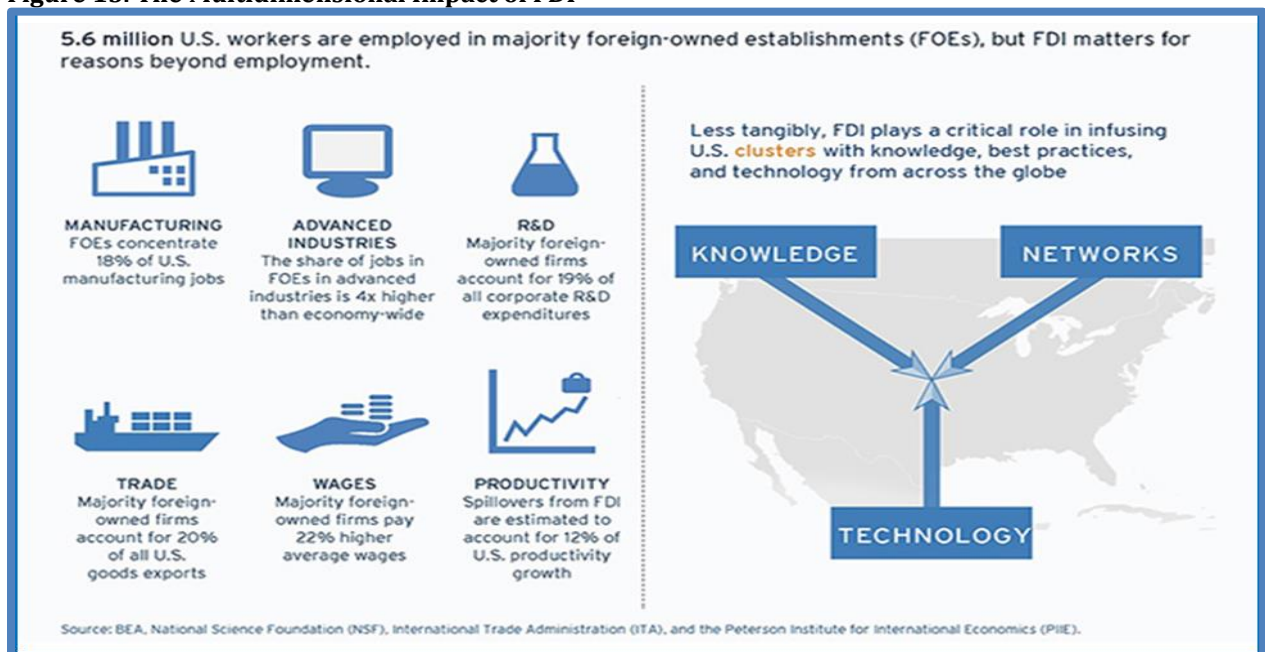 5.6 million U.S. workers are employed in majority foreign-owned establishments (FOEs), but FDI matters for
reasons beyond employment.
MANUFACTURING
FOEs concentrate
18% of U.S.
manufacturing jobs
ADVANCED
INDUSTRIES
The share of jobs in
FOEs in advanced
industries is 4x higher
than economy-wide
R&D
Majority foreign-
owned firms
account for 19% of
all corporate R&D
expenditures
TRADE
Majority foreign-
owned firms
account for 20%
of all U.S.
goods exports
WAGES
Majority foreign-
owned firms pay
22% higher
average wages
PRODUCTIVITY
Spillovers from FDI
are estimated to
account for 12% of
U.S. productivity
growth
Less tangibly, FDI plays a critical role in infusing
U.S. clusters with knowledge, best practices,
and technology from across the globe
KNOWLEDGE
NETWORKS
TECHNOLOGY
Source: BEA, National Science Foundation (NSF), International Trade Administration (ITA), and the Peterson Institute for International Economics (PIIE).